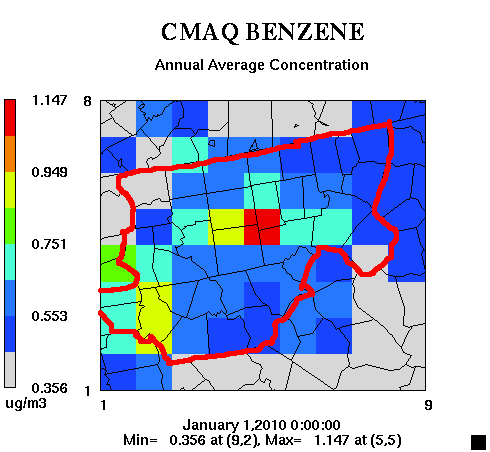 CMAQ BENZENE
Annual Average Concentration
1.147
0.949
0.751
0.553
0.356
ug/m3
8
1
1
9
January 1,2010 0:00:00
Min= 0.356 at (9,2), Max= 1.147 at (5,5)